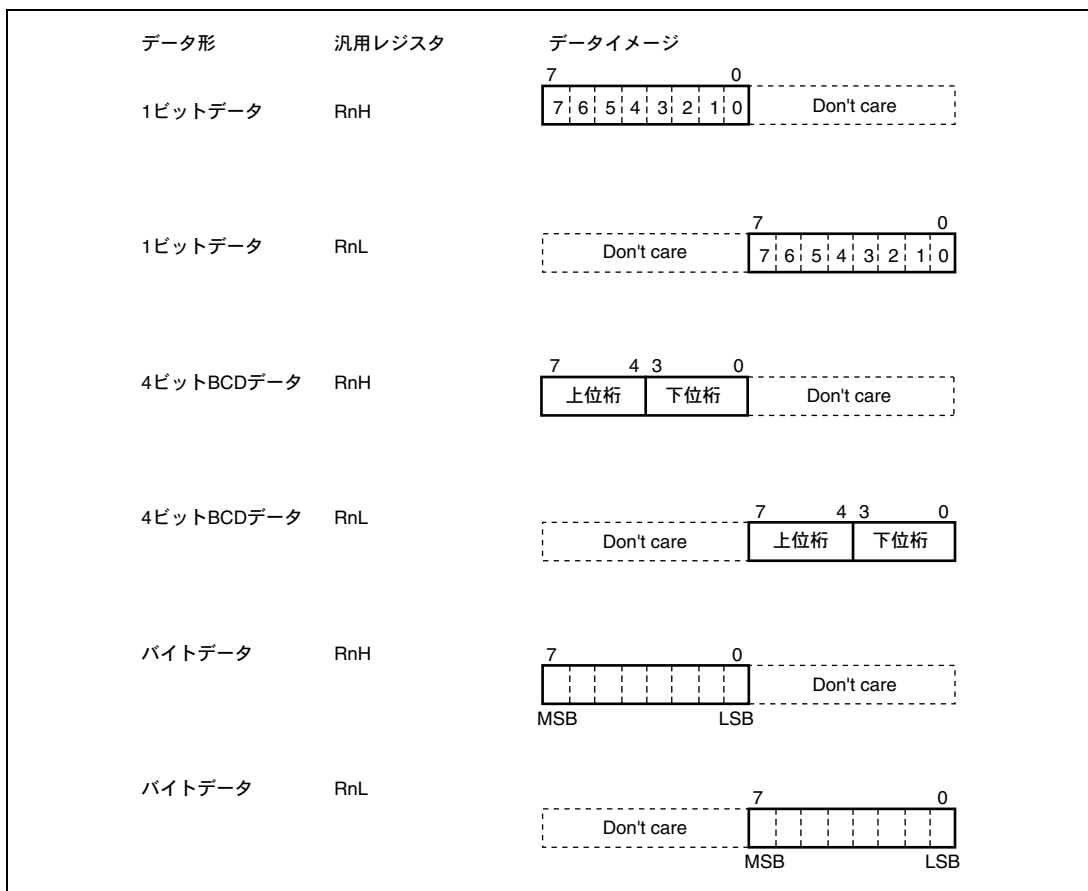 データ形 汎用レジスタ データイメージ
7 0
1ビットデータ RnH 7 6 5 4 3 2 1 0 Don't care
7 0
1ビットデータ RnL Don't care 7 6 5 4 3 2 1 0
7 4 3 0
4ビットBCDデータ RnH 上位桁 下位桁 Don't care
7 4 3 0
4ビットBCDデータ RnL Don't care 上位桁 下位桁
バイトデータ RnH 7 0
Don't care
MSB LSB
バイトデータ RnL 7 0
Don't care
MSB LSB